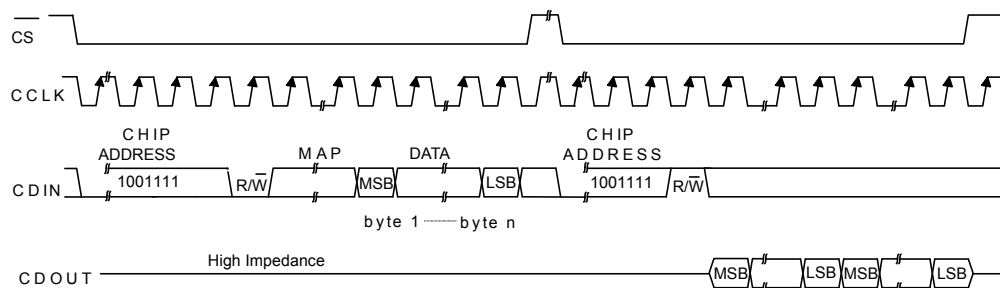 CS
CCLK
CHIP ADDRESS
MAP
DATA
CHIP ADDRESS
CDIN
1001111
R/W
MSB
LSB
1001111
R/W
byte 1 byte n
High Impedance
CDOUT
MSB
LSB
MSB
LSB